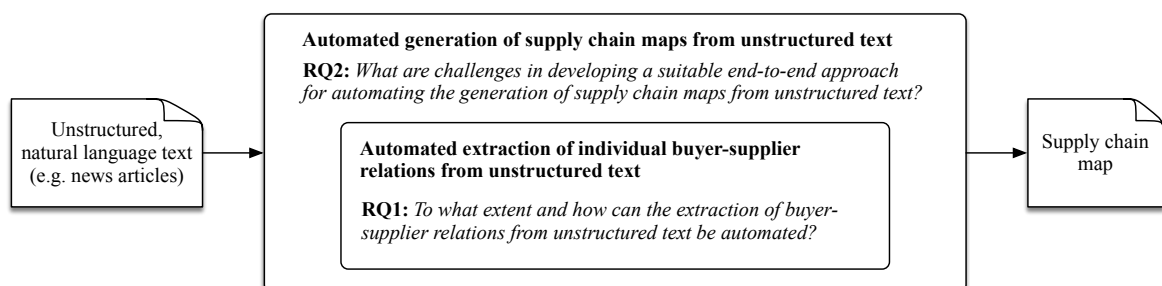 Unstructured,
natural language text
(e.g. news articles)
Automated generation of supply chain maps from unstructured text
RQ2: What are challenges in developing a suitable end-to-end approach
for automating the generation of supply chain maps from unstructured text?
Automated extraction of individual buyer-supplier
relations from unstructured text
RQ1: To what extent and how can the extraction of buyer-
supplier relations from unstructured text be automated?
Supply chain
map